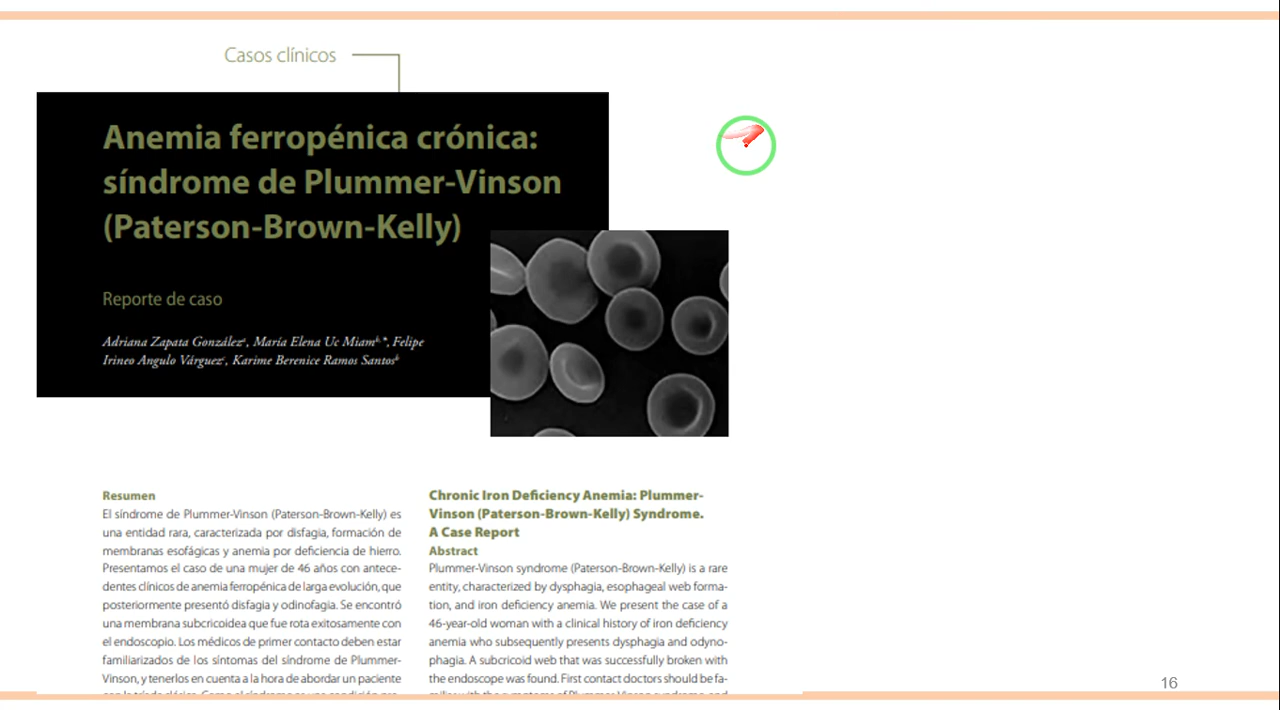 Casos clínicos
Anemia ferropénica crónica:
síndrome de Plummer-Vinson
(Paterson-Brown-Kelly)
Reporte de caso
Adriana Zapata González, María Elena Uc Miam*, Felipe
Irineo Angulo Várguez, Karime Berenice Ramos Santos
Resumen
El síndrome de Plummer-Vinson (Paterson-Brown-Kelly) es
una entidad rara, caracterizada por disfagia, formación de
membranas esofágicas y anemia por deficiencia de hierro.
Presentamos el caso de una mujer de 46 años con antece-
dentes clínicos de anemia ferropénica de larga evolución, que
posteriormente presentó disfagia y odinofagia. Se encontró
una membrana subcricoidea que fue rota exitosamente con
el endoscopio. Los médicos de primer contacto deben estar
familiarizados de los síntomas del síndrome de Plummer-
Vinson, y tenerlos en cuenta a la hora de abordar un paciente
Chronic Iron Deficiency Anemia: Plummer-
Vinson (Paterson-Brown-Kelly) Syndrome.
A Case Report
Abstract
Plummer-Vinson syndrome (Paterson-Brown-Kelly) is a rare
entity, characterized by dysphagia, esophageal web forma-
tion, and iron deficiency anemia. We present the case of a
46-year-old woman with a clinical history of iron deficiency
anemia who subsequently presents dysphagia and odyno-
phagia. A subcricoid web that was successfully broken with
the endoscope was found. First contact doctors should be fa-
16